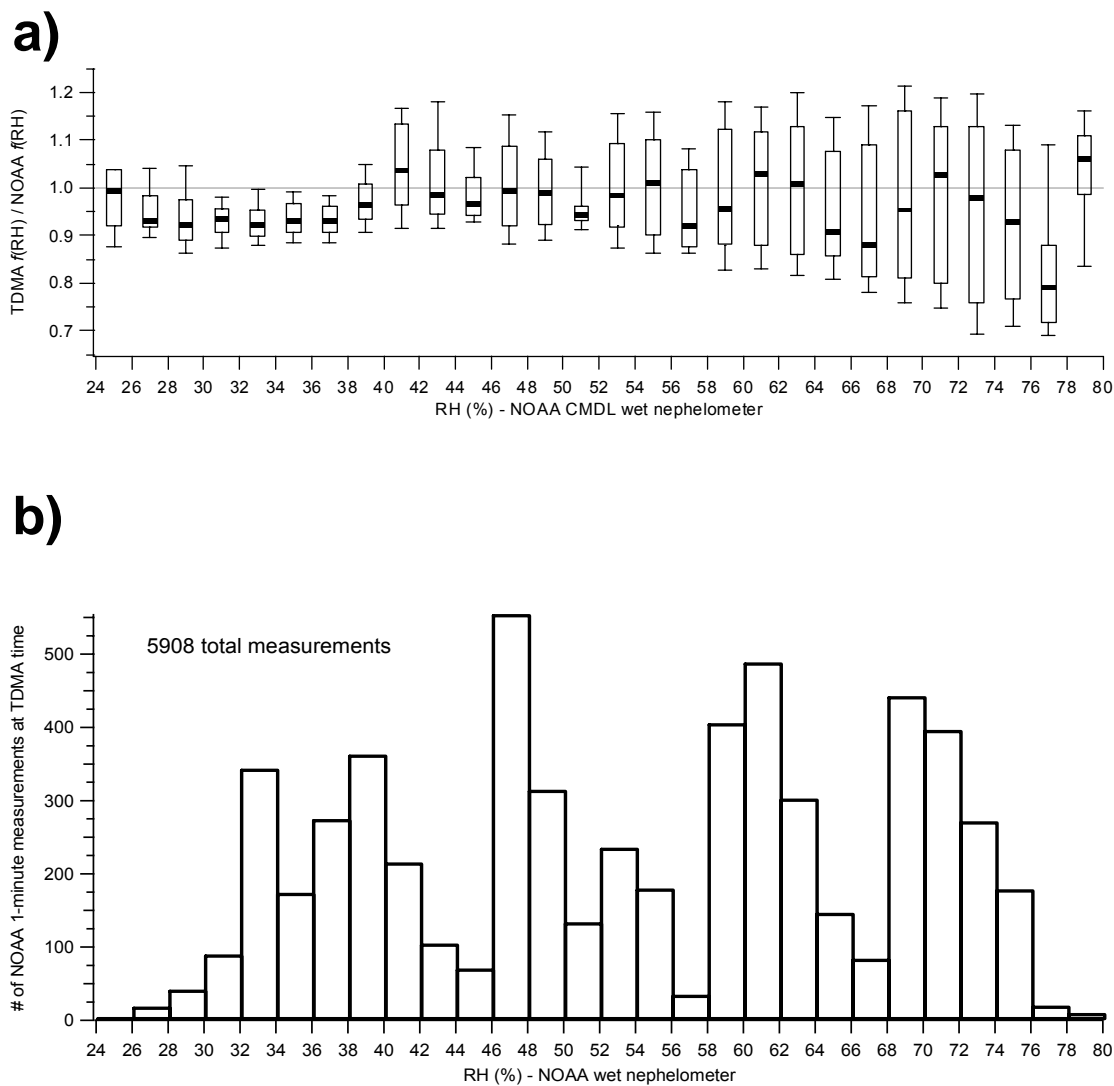 a)
TDMA f(RH) / NOAA f(RH)
1.2
1.1
1.0
0.9
0.8
0.7
24 26 28 30 32 34 36 38 40 42 44 46 48 50 52 54 56 58 60 62 64 66 68 70 72 74 76 78 80
RH (%) - NOAA CMDL wet nephelometer
b)
# of NOAA 1-minute measurements at TDMA time
5908 total measurements
500
400
300
200
100
0
24 26 28 30 32 34 36 38 40 42 44 46 48 50 52 54 56 58 60 62 64 66 68 70 72 74 76 78 80
RH (%) - NOAA wet nephelometer